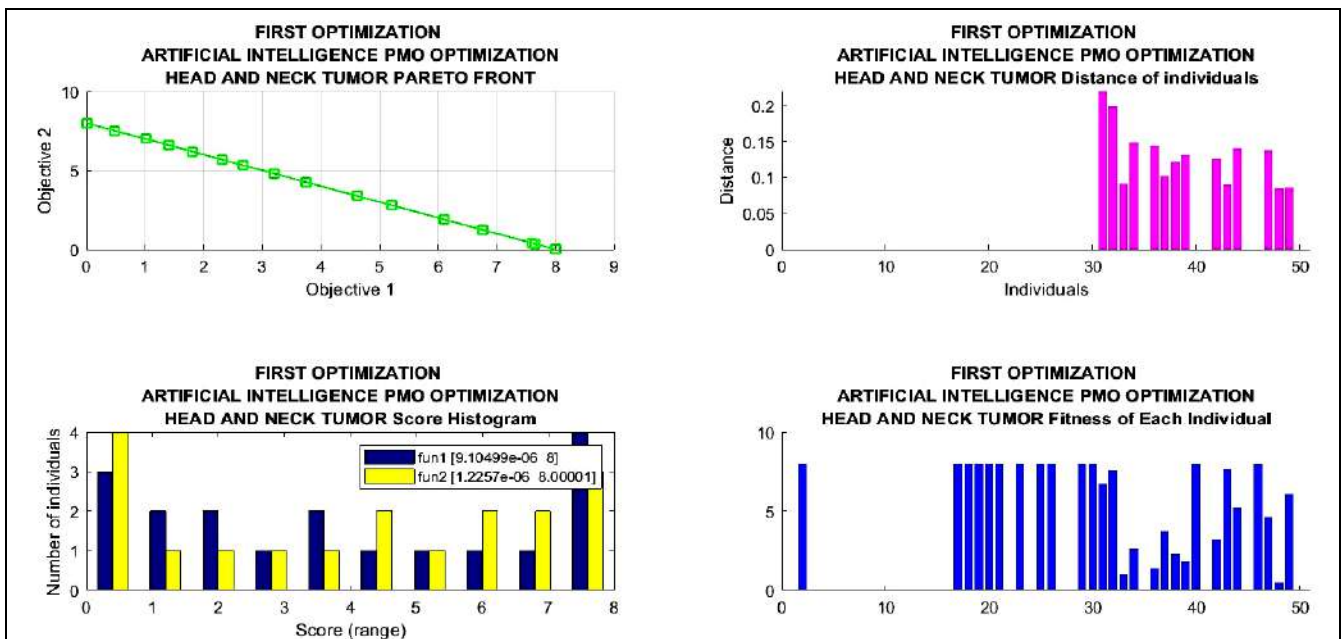 FIRST OPTIMIZATION
ARTIFICIAL INTELLIGENCE PMO OPTIMIZATION
HEAD AND NECK TUMOR PARETO FRONT
10
5
0
Objective 2
0 1 2 3 4 5 6 7 8 9
Objective 1
FIRST OPTIMIZATION
ARTIFICIAL INTELLIGENCE PMO OPTIMIZATION
HEAD AND NECK TUMOR Distance of individuals
0.2
0.15
0.1
0.05
0
Distance
0 10 20 30 40 50
Individuals
FIRST OPTIMIZATION
ARTIFICIAL INTELLIGENCE PMO OPTIMIZATION
HEAD AND NECK TUMOR Score Histogram
4
3
2
1
0
Number of individuals
fun1 [9.10499e-06 8]
fun2 [1.2257e-06 8.00001]
0 1 2 3 4 5 6 7 8
Score (range)
FIRST OPTIMIZATION
ARTIFICIAL INTELLIGENCE PMO OPTIMIZATION
HEAD AND NECK TUMOR Fitness of Each Individual
10
5
0
0 10 20 30 40 50